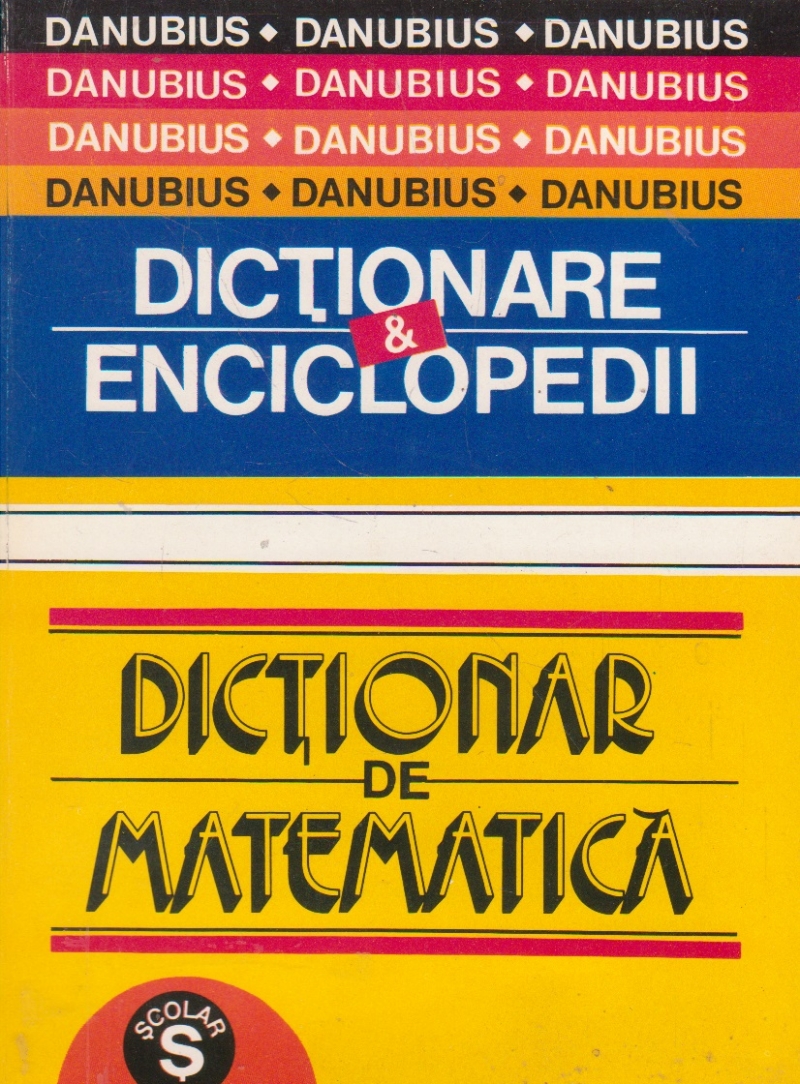 DANUBIUS ◆ DANUBIUS ◆ DANUBIUS
DANUBIUS ◆ DANUBIUS ◆ DANUBIUS
DANUBIUS ◆ DANUBIUS ◆ DANUBIUS
DANUBIUS ◆ DANUBIUS ◆ DANUBIUS
DICȚIONARE
&
ENCICLOPEDII
DICȚIONAR
DE
MATEMATICĂ
ȘCOLAR
Ș